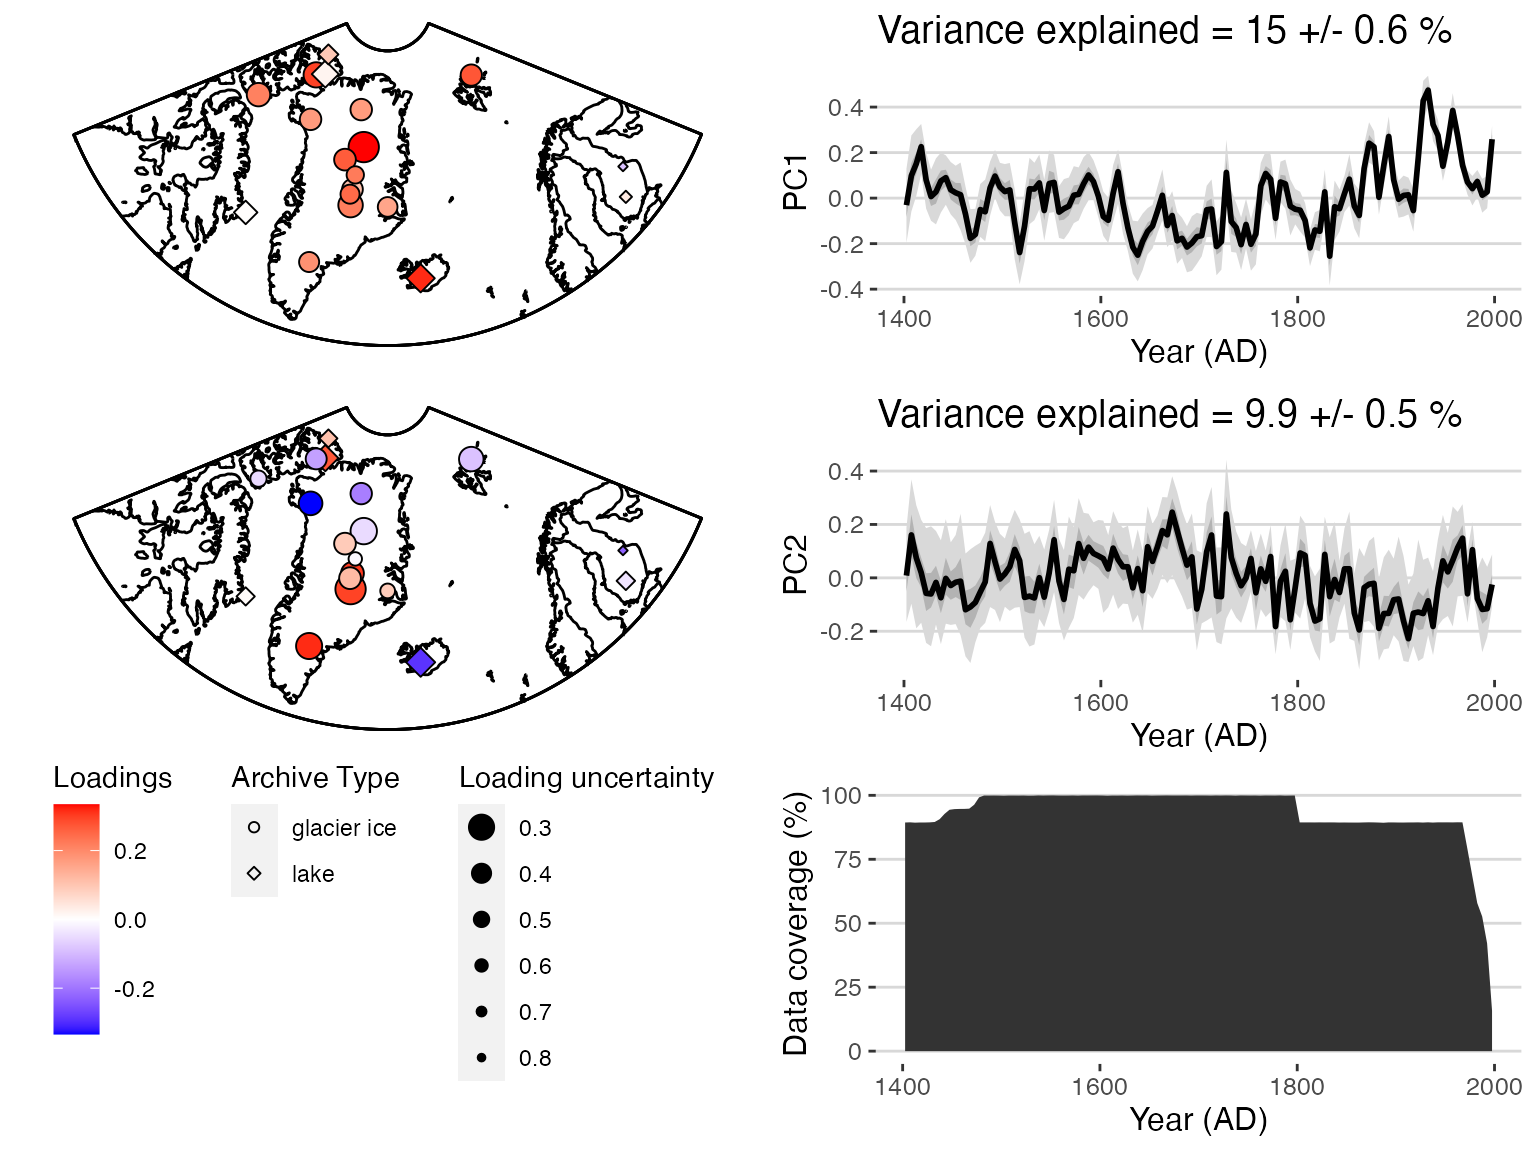 Variance explained = 15 +/- 0.6 %
PC1
0.4
0.2
0.0
-0.2
-0.4
1400 1600 1800 2000
Year (AD)
Variance explained = 9.9 +/- 0.5 %
PC2
0.4
0.2
0.0
-0.2
1400 1600 1800 2000
Year (AD)
Loadings
0.2
0.0
-0.2
Archive Type
glacier ice
lake
Loading uncertainty
0.3
0.4
0.5
0.6
0.7
0.8
Data coverage (%)
100
75
50
25
0
1400 1600 1800 2000
Year (AD)